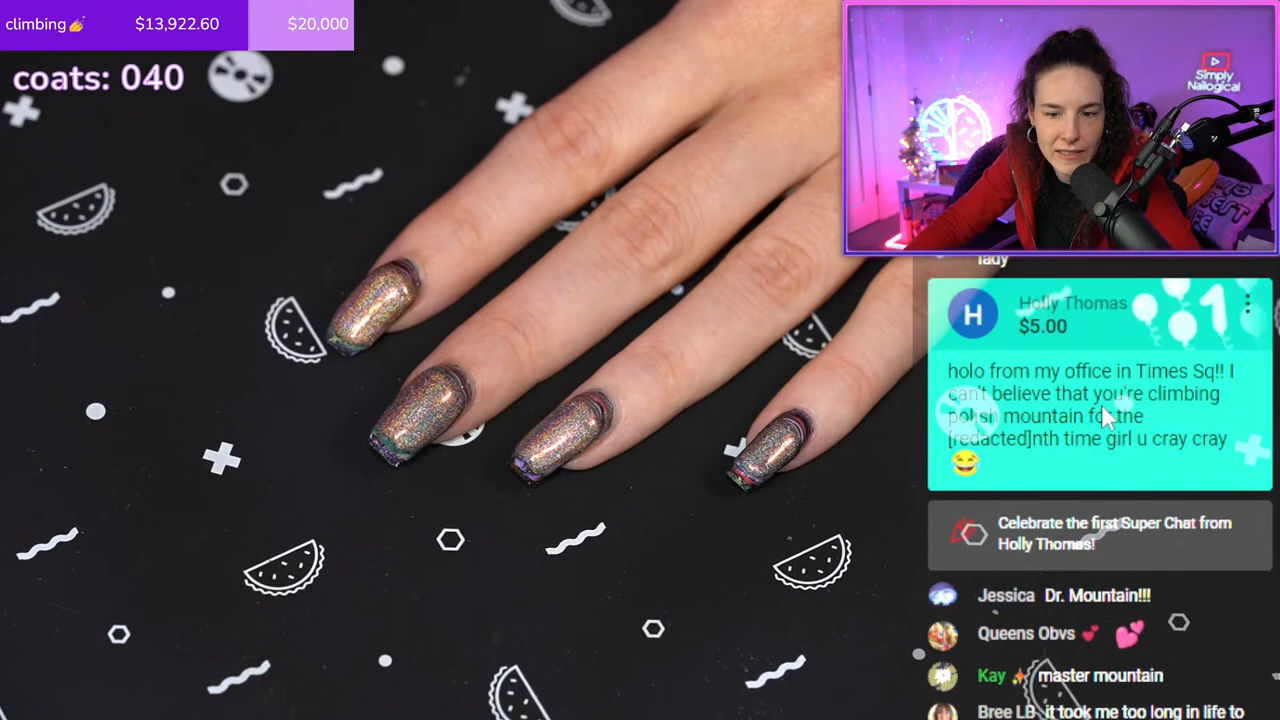 climbing💅 $13,922.60 $20,000
coats: 040
Simply
Nailogical
lady
H
Holly Thomas
$5.00
holo from my office in Times Sq!! I
can't believe that you're climbing
polish mountain for the
[redacted]nth time girl u cray cray
😂
Celebrate the first Super Chat from
Holly Thomas!
Jessica Dr. Mountain!!!
Queens Obvs 💕 💕
Kay ✨ master mountain
Bree LB it took me too long in life to